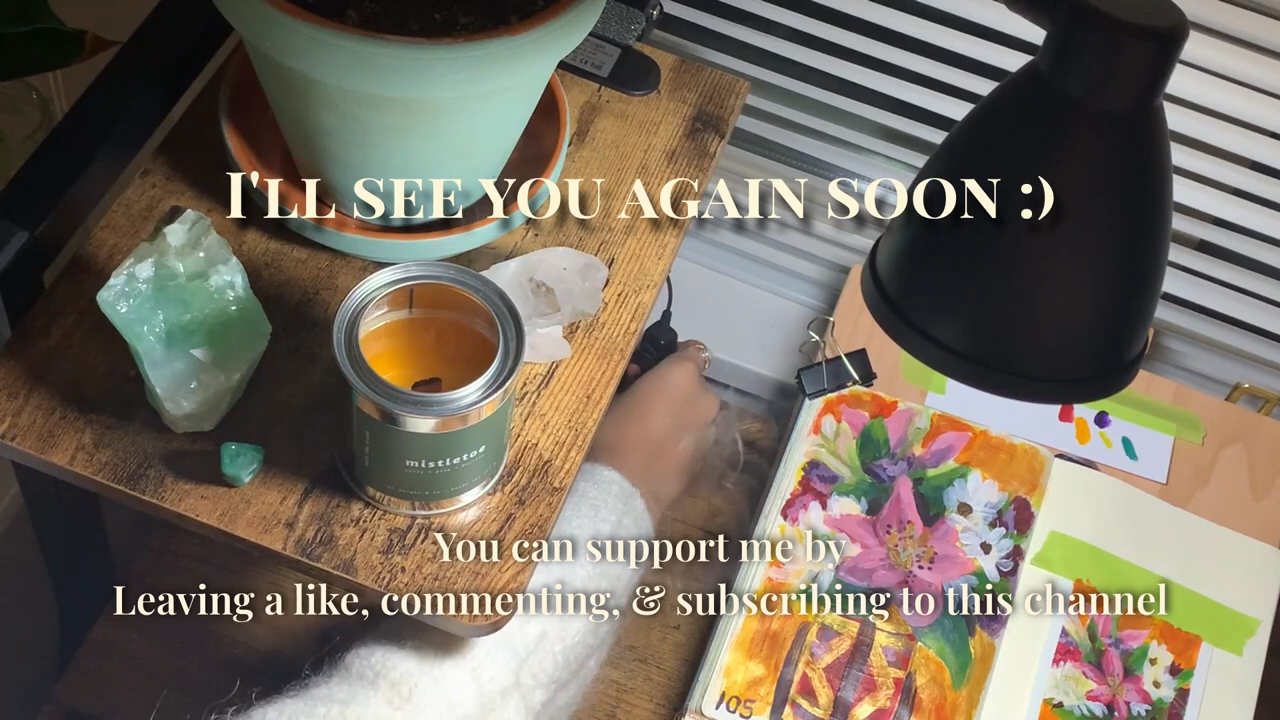 I'LL SEE YOU AGAIN SOON :)
mistletoe
You can support me by
Leaving a like, commenting, & subscribing to this channel
105